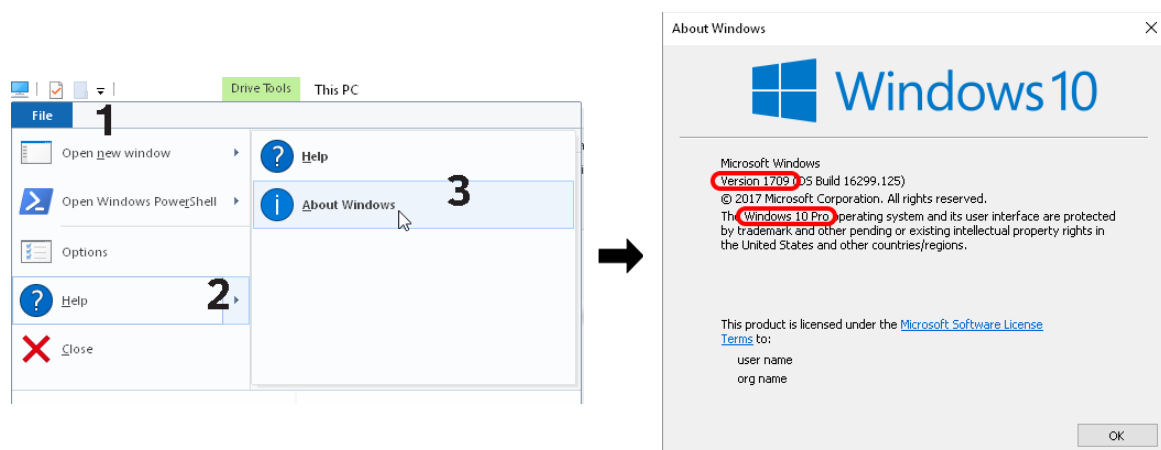 Drive Tools This PC
File
1
Open new window
Open Windows PowerShell
Options
Help
2
Close
? Help
i About Windows
3
About Windows
Windows 10
Microsoft Windows
Version 1709 (OS Build 16299.125)
© 2017 Microsoft Corporation. All rights reserved.
The Windows 10 Pro operating system and its user interface are protected
by trademark and other pending or existing intellectual property rights in
the United States and other countries/regions.
This product is licensed under the Microsoft Software License
Terms to:
user name
org name
OK